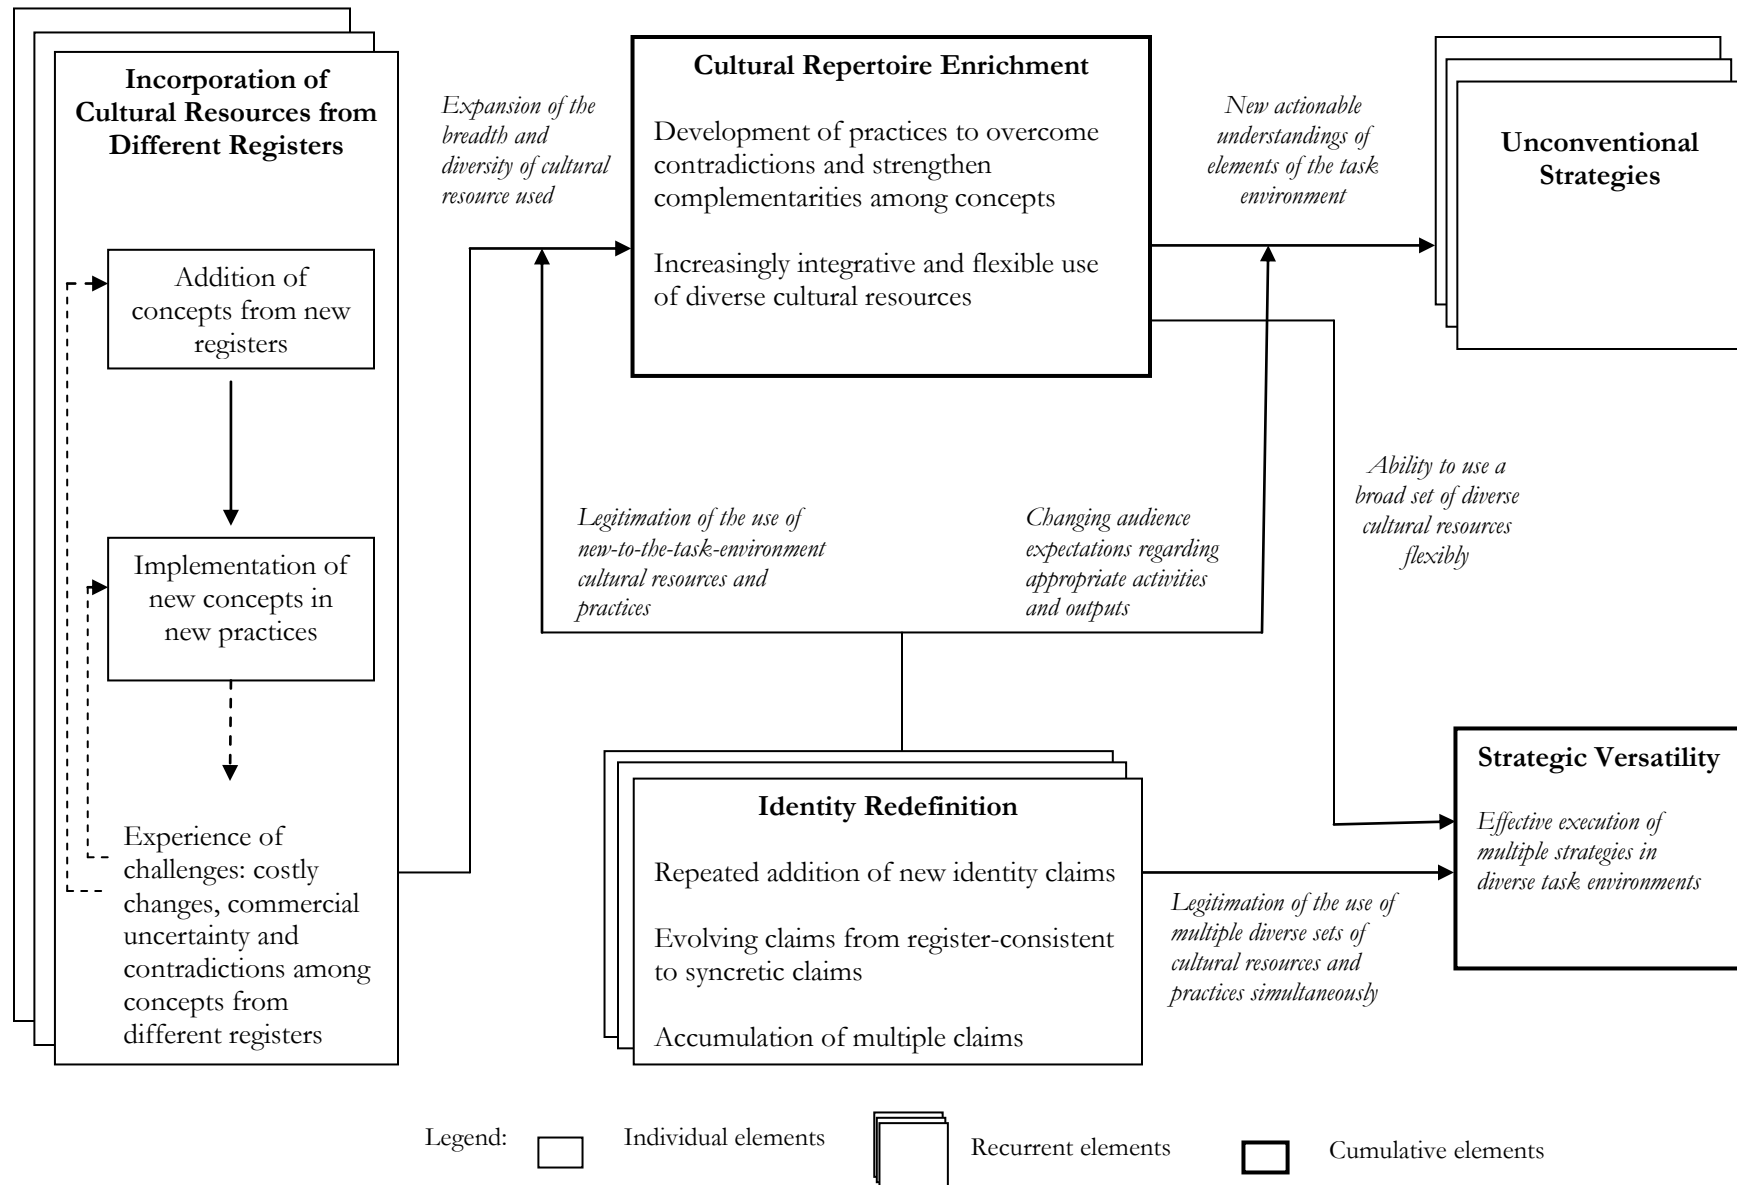 Incorporation of
Cultural Resources from
Different Registers
Addition of
concepts from new
registers
Implementation of
new concepts in
new practices
Experience of
challenges: costly
changes, commercial
uncertainty and
contradictions among
concepts from
different registers
Expansion of the
breadth and
diversity of cultural
resource used
Cultural Repertoire Enrichment
Development of practices to overcome
contradictions and strengthen
complementarities among concepts
Increasingly integrative and flexible use
of diverse cultural resources
New actionable
understandings of
elements of the task
environment
Unconventional
Strategies
Legitimation of the use of
new-to-the-task-environment
cultural resources and
practices
Changing audience
expectations regarding
appropriate activities
and outputs
Ability to use a
broad set of diverse
cultural resources
flexibly
Identity Redefinition
Repeated addition of new identity claims
Evolving claims from register-consistent
to syncretic claims
Accumulation of multiple claims
Legitimation of the use of
multiple diverse sets of
cultural resources and
practices simultaneously
Strategic Versatility
Effective execution of
multiple strategies in
diverse task environments
Legend:
Individual elements
Recurrent elements
Cumulative elements